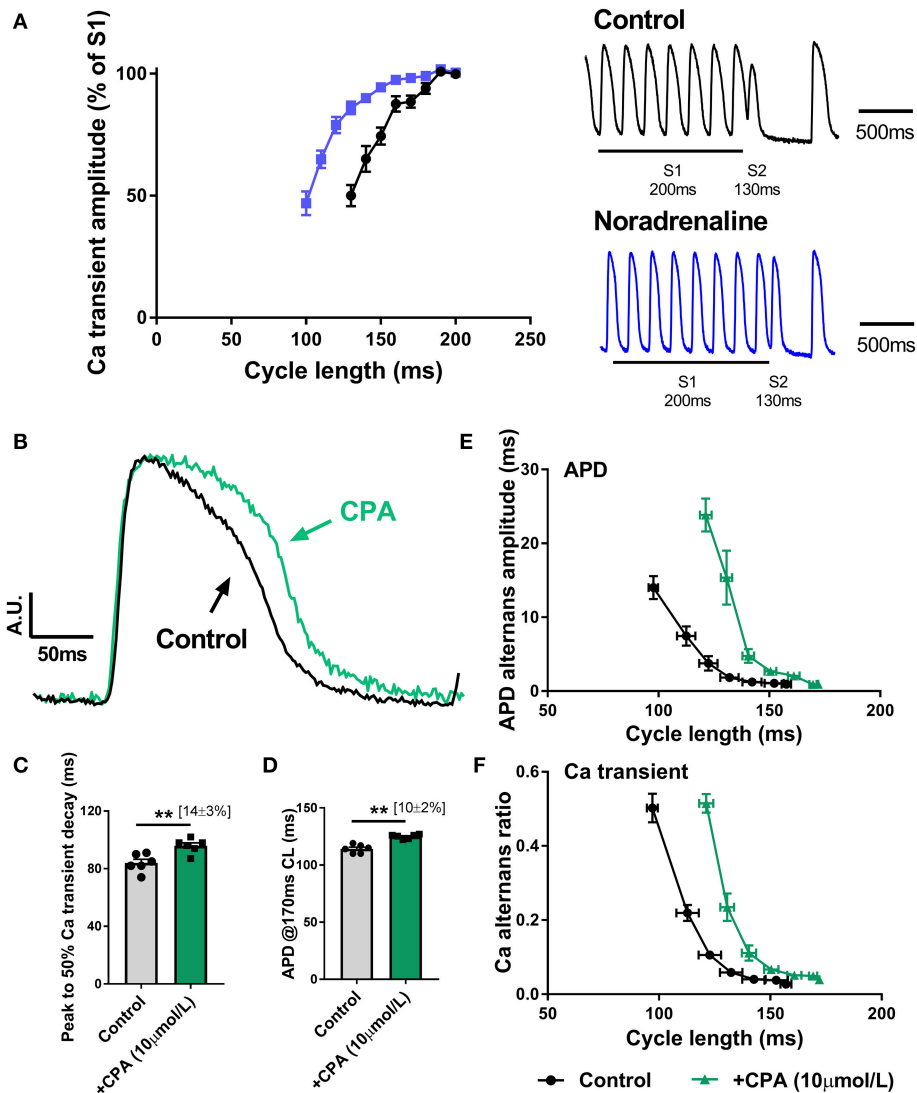 A
Ca transient amplitude (% of S1)
100
50
0
0 50 100 150 200 250
Cycle length (ms)
Control
500ms
S1 S2
200ms 130ms
Noradrenaline
500ms
S1 S2
200ms 130ms
B
CPA
Control
A.U.
50ms
C
Peak to 50% Ca transient decay (ms)
120
80
40
0
** [14±3%]
Control
+CPA (10μmol/L)
D
APD @170ms CL (ms)
150
100
50
0
** [10±2%]
Control
+CPA (10μmol/L)
E
APD
APD alternans amplitude (ms)
30
20
10
0
50 100 150 200
Cycle length (ms)
F
Ca transient
Ca alternans ratio
0.6
0.4
0.2
0.0
50 100 150 200
Cycle length (ms)
Control +CPA (10μmol/L)